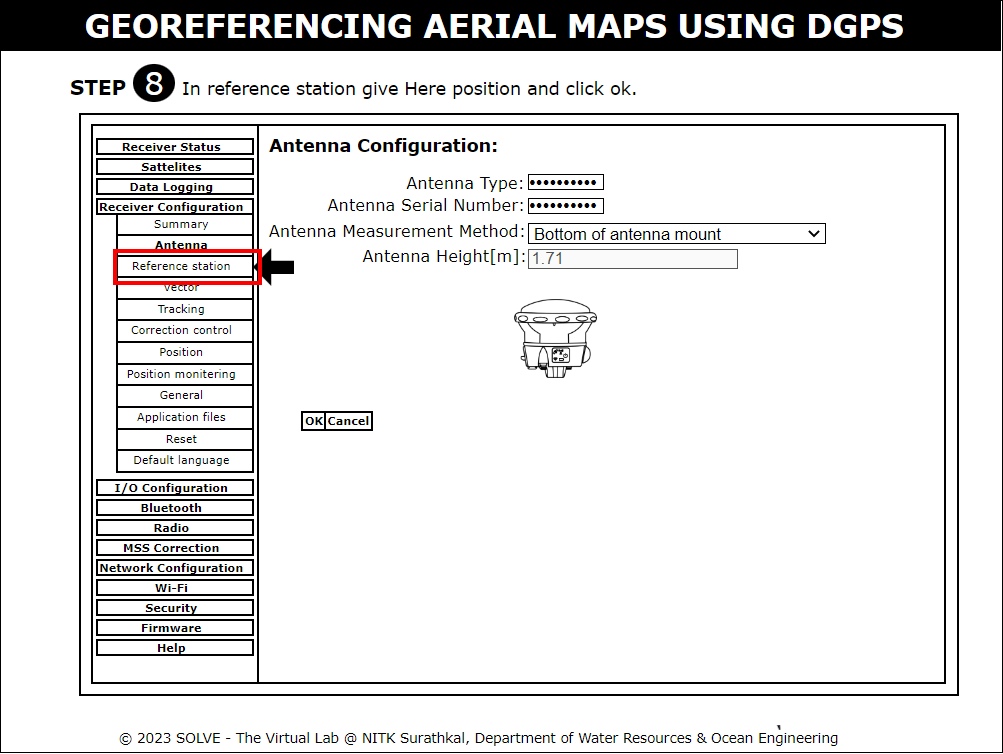 GEOREFERENCING AERIAL MAPS USING DGPS
STEP 8 In reference station give Here position and click ok.
Receiver Status
Sattelites
Data Logging
Receiver Configuration
Summary
Antenna
Reference station
Vector
Tracking
Correction control
Position
Position monitering
General
Application files
Reset
Default language
I/O Configuration
Bluetooth
Radio
MSS Correction
Network Configuration
Wi-Fi
Security
Firmware
Help
Antenna Configuration:
Antenna Type: ••••••••••
Antenna Serial Number: ••••••••••
Antenna Measurement Method: Bottom of antenna mount
Antenna Height[m]: 1.71
OK Cancel
© 2023 SOLVE - The Virtual Lab @ NITK Surathkal, Department of Water Resources & Ocean Engineering